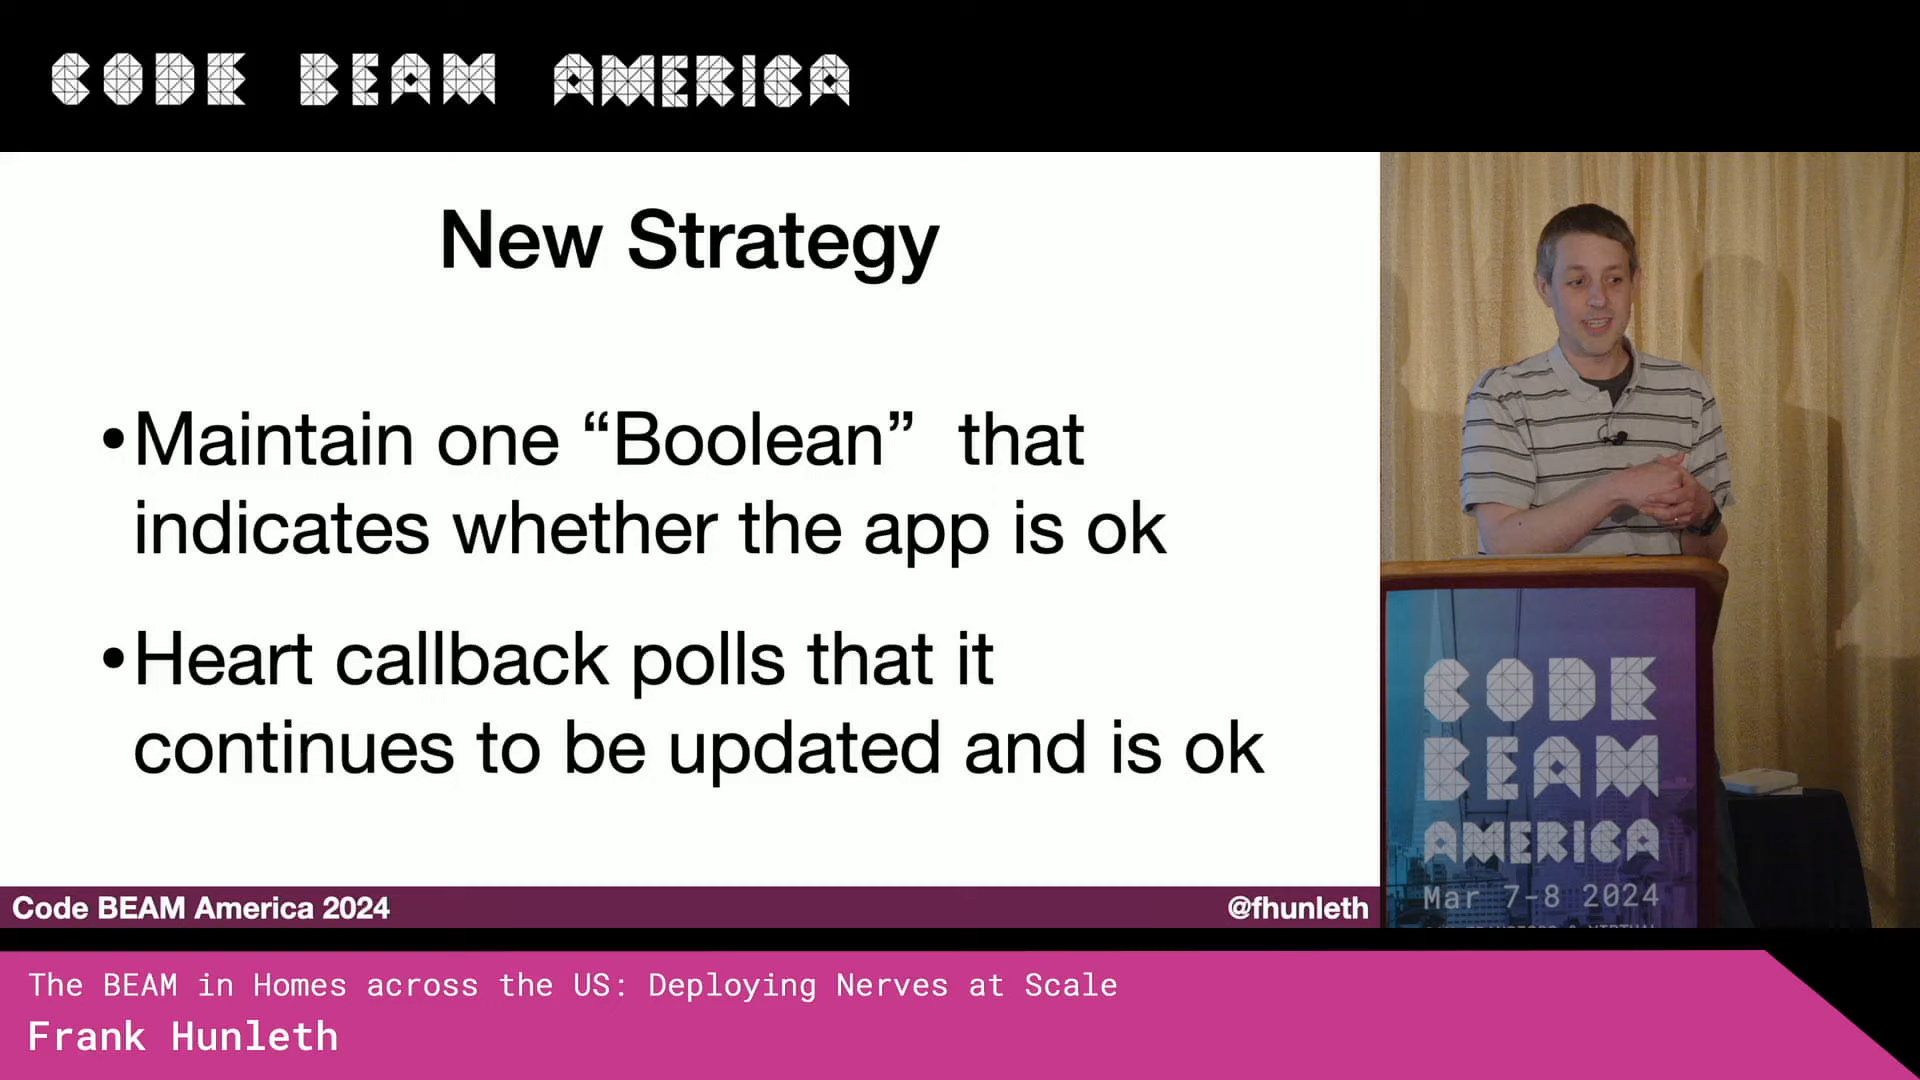 CODE BEAM AMERICA
New Strategy
•Maintain one “Boolean” that
indicates whether the app is ok
•Heart callback polls that it
continues to be updated and is ok
Code BEAM America 2024
@fhunleth
CODE
BEAM
AMERICA
Mar 7-8 2024
The BEAM in Homes across the US: Deploying Nerves at Scale
Frank Hunleth